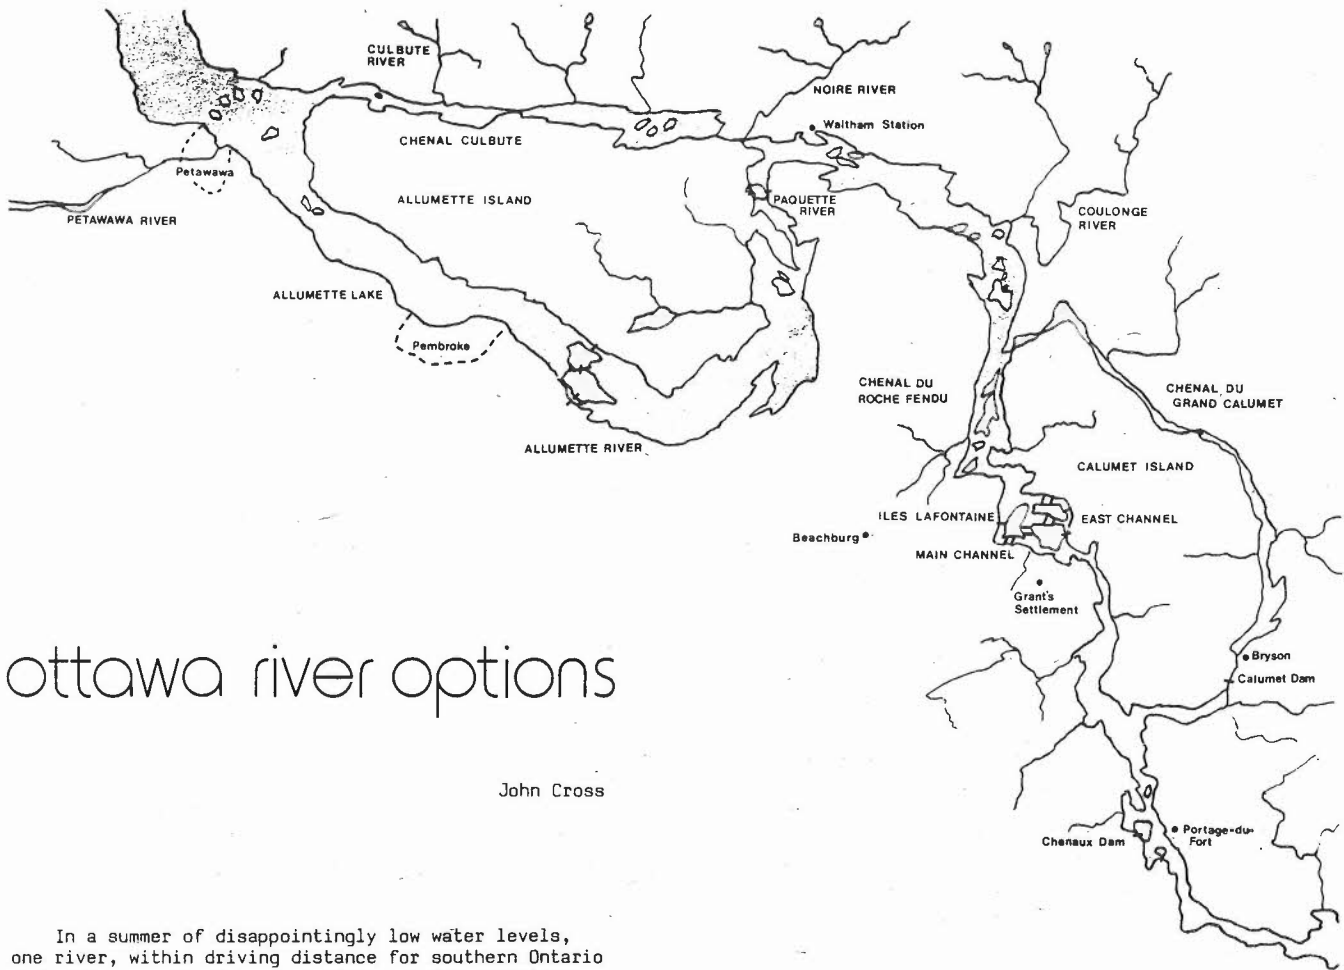 CULBUTE
RIVER
NOIRE RIVER
Waltham Station
CHENAL CULBUTE
Petawawa
ALLUMETTE ISLAND
PAQUETTE
RIVER
PETAWAWA RIVER
COULONGE
RIVER
ALLUMETTE LAKE
Pembroke
CHENAL DU
ROCHE FENDU
CHENAL DU
GRAND CALUMET
ALLUMETTE RIVER
CALUMET ISLAND
ILES LAFONTAINE
EAST CHANNEL
Beachburg
MAIN CHANNEL
Grant's
Settlement
Bryson
Calumet Dam
ottawa river options
John Cross
Portage-du-
Fort
Chenaux Dam
In a summer of disappointingly low water levels,
one river, within driving distance for southern Ontario